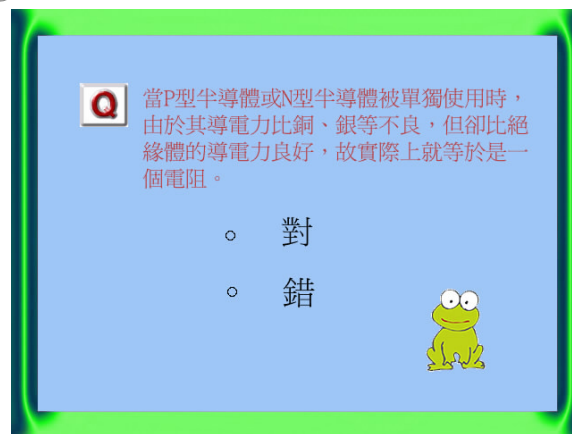 Q
當P型半導體或N型半導體被單獨使用時，
由於其導電力比銅、銀等不良，但卻比絕
緣體的導電力良好，故實際上就等於是一
個電阻。
對
錯